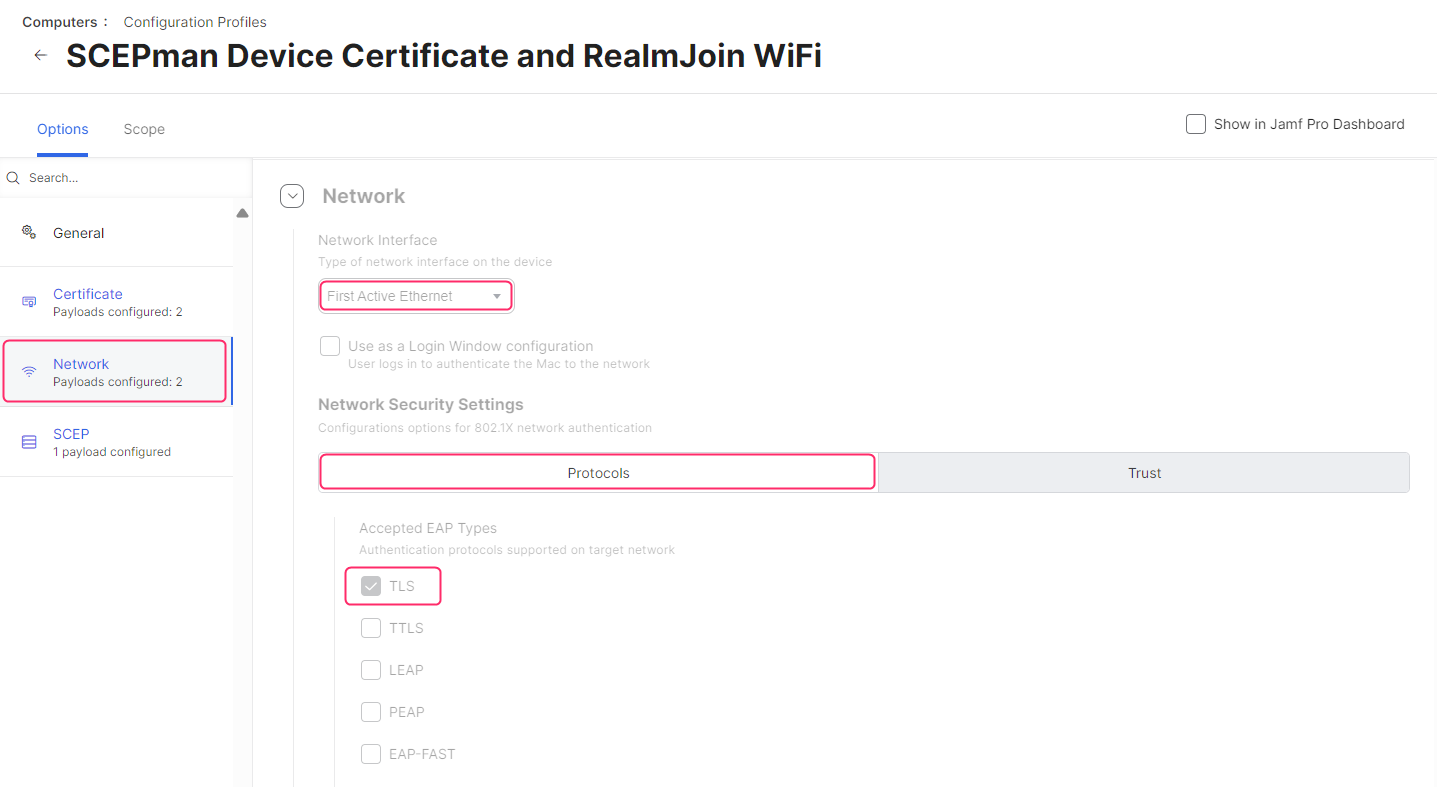 Computers : Configuration Profiles
← SCEPman Device Certificate and RealmJoin WiFi
Options Scope
Show in Jamf Pro Dashboard
Search...
General
Certificate
Payloads configured: 2
Network
Payloads configured: 2
SCEP
1 payload configured
Network
Network Interface
Type of network interface on the device
First Active Ethernet
Use as a Login Window configuration
User logs in to authenticate the Mac to the network
Network Security Settings
Configurations options for 802.1X network authentication
Protocols Trust
Accepted EAP Types
Authentication protocols supported on target network
TLS
TTLS
LEAP
PEAP
EAP-FAST